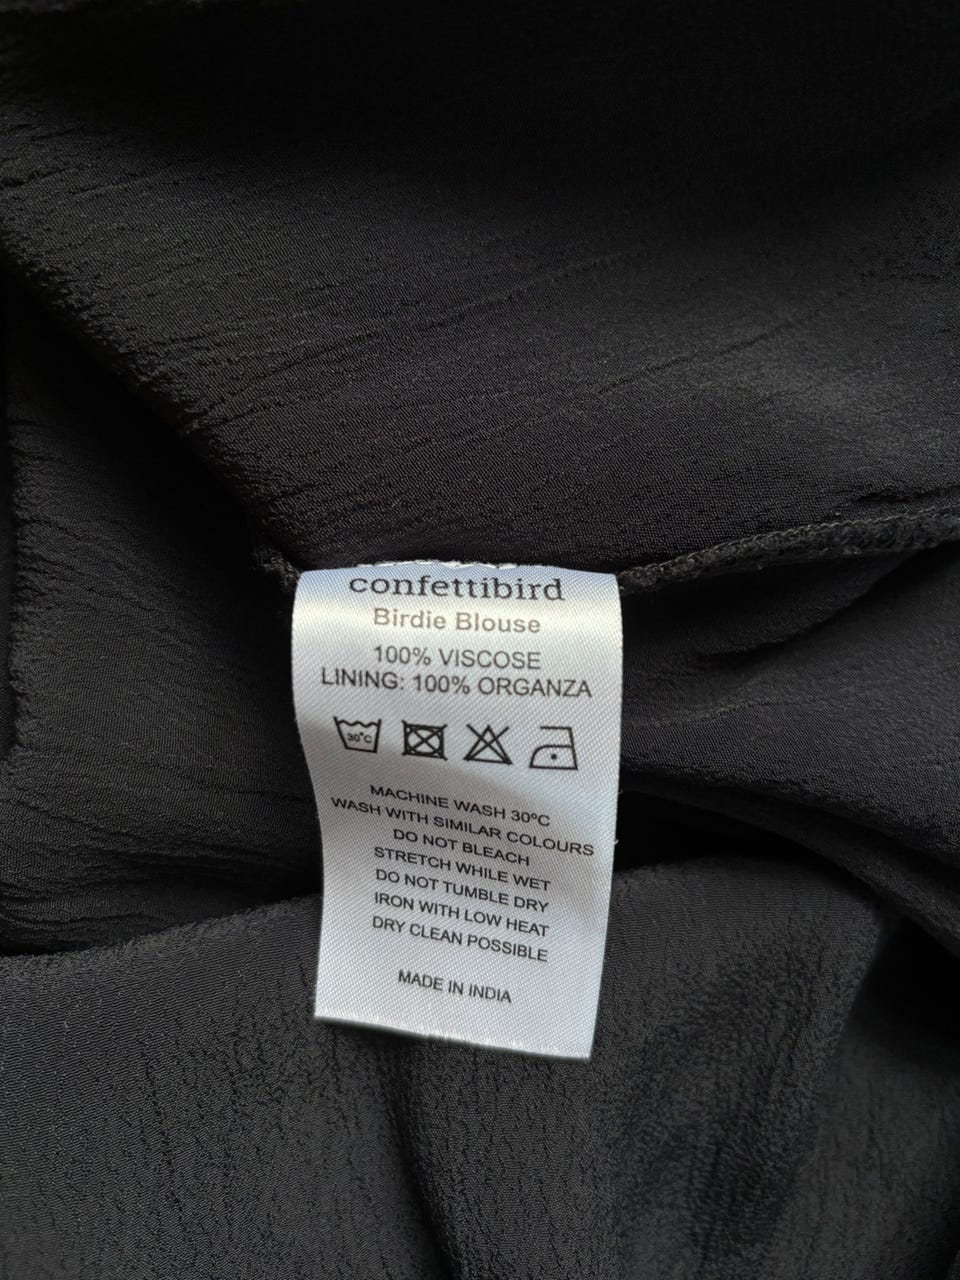 confettibird
Birdie Blouse
100% VISCOSE
LINING: 100% ORGANZA
30°C
MACHINE WASH 30ºC
WASH WITH SIMILAR COLOURS
DO NOT BLEACH
STRETCH WHILE WET
DO NOT TUMBLE DRY
IRON WITH LOW HEAT
DRY CLEAN POSSIBLE
MADE IN INDIA